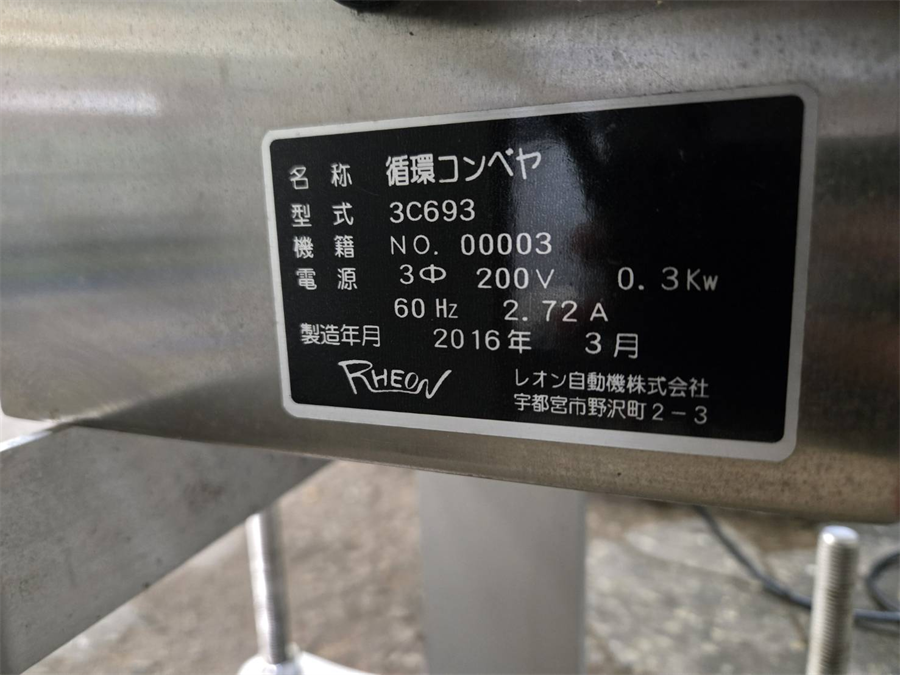 名称 循環コンベヤ
型式 3C693
機籍 NO. 00003
電源 3Φ 200V 0.3Kw
60Hz 2.72A
製造年月 2016年 3月
RHEON レオン自動機株式会社
宇都宮市野沢町2-3